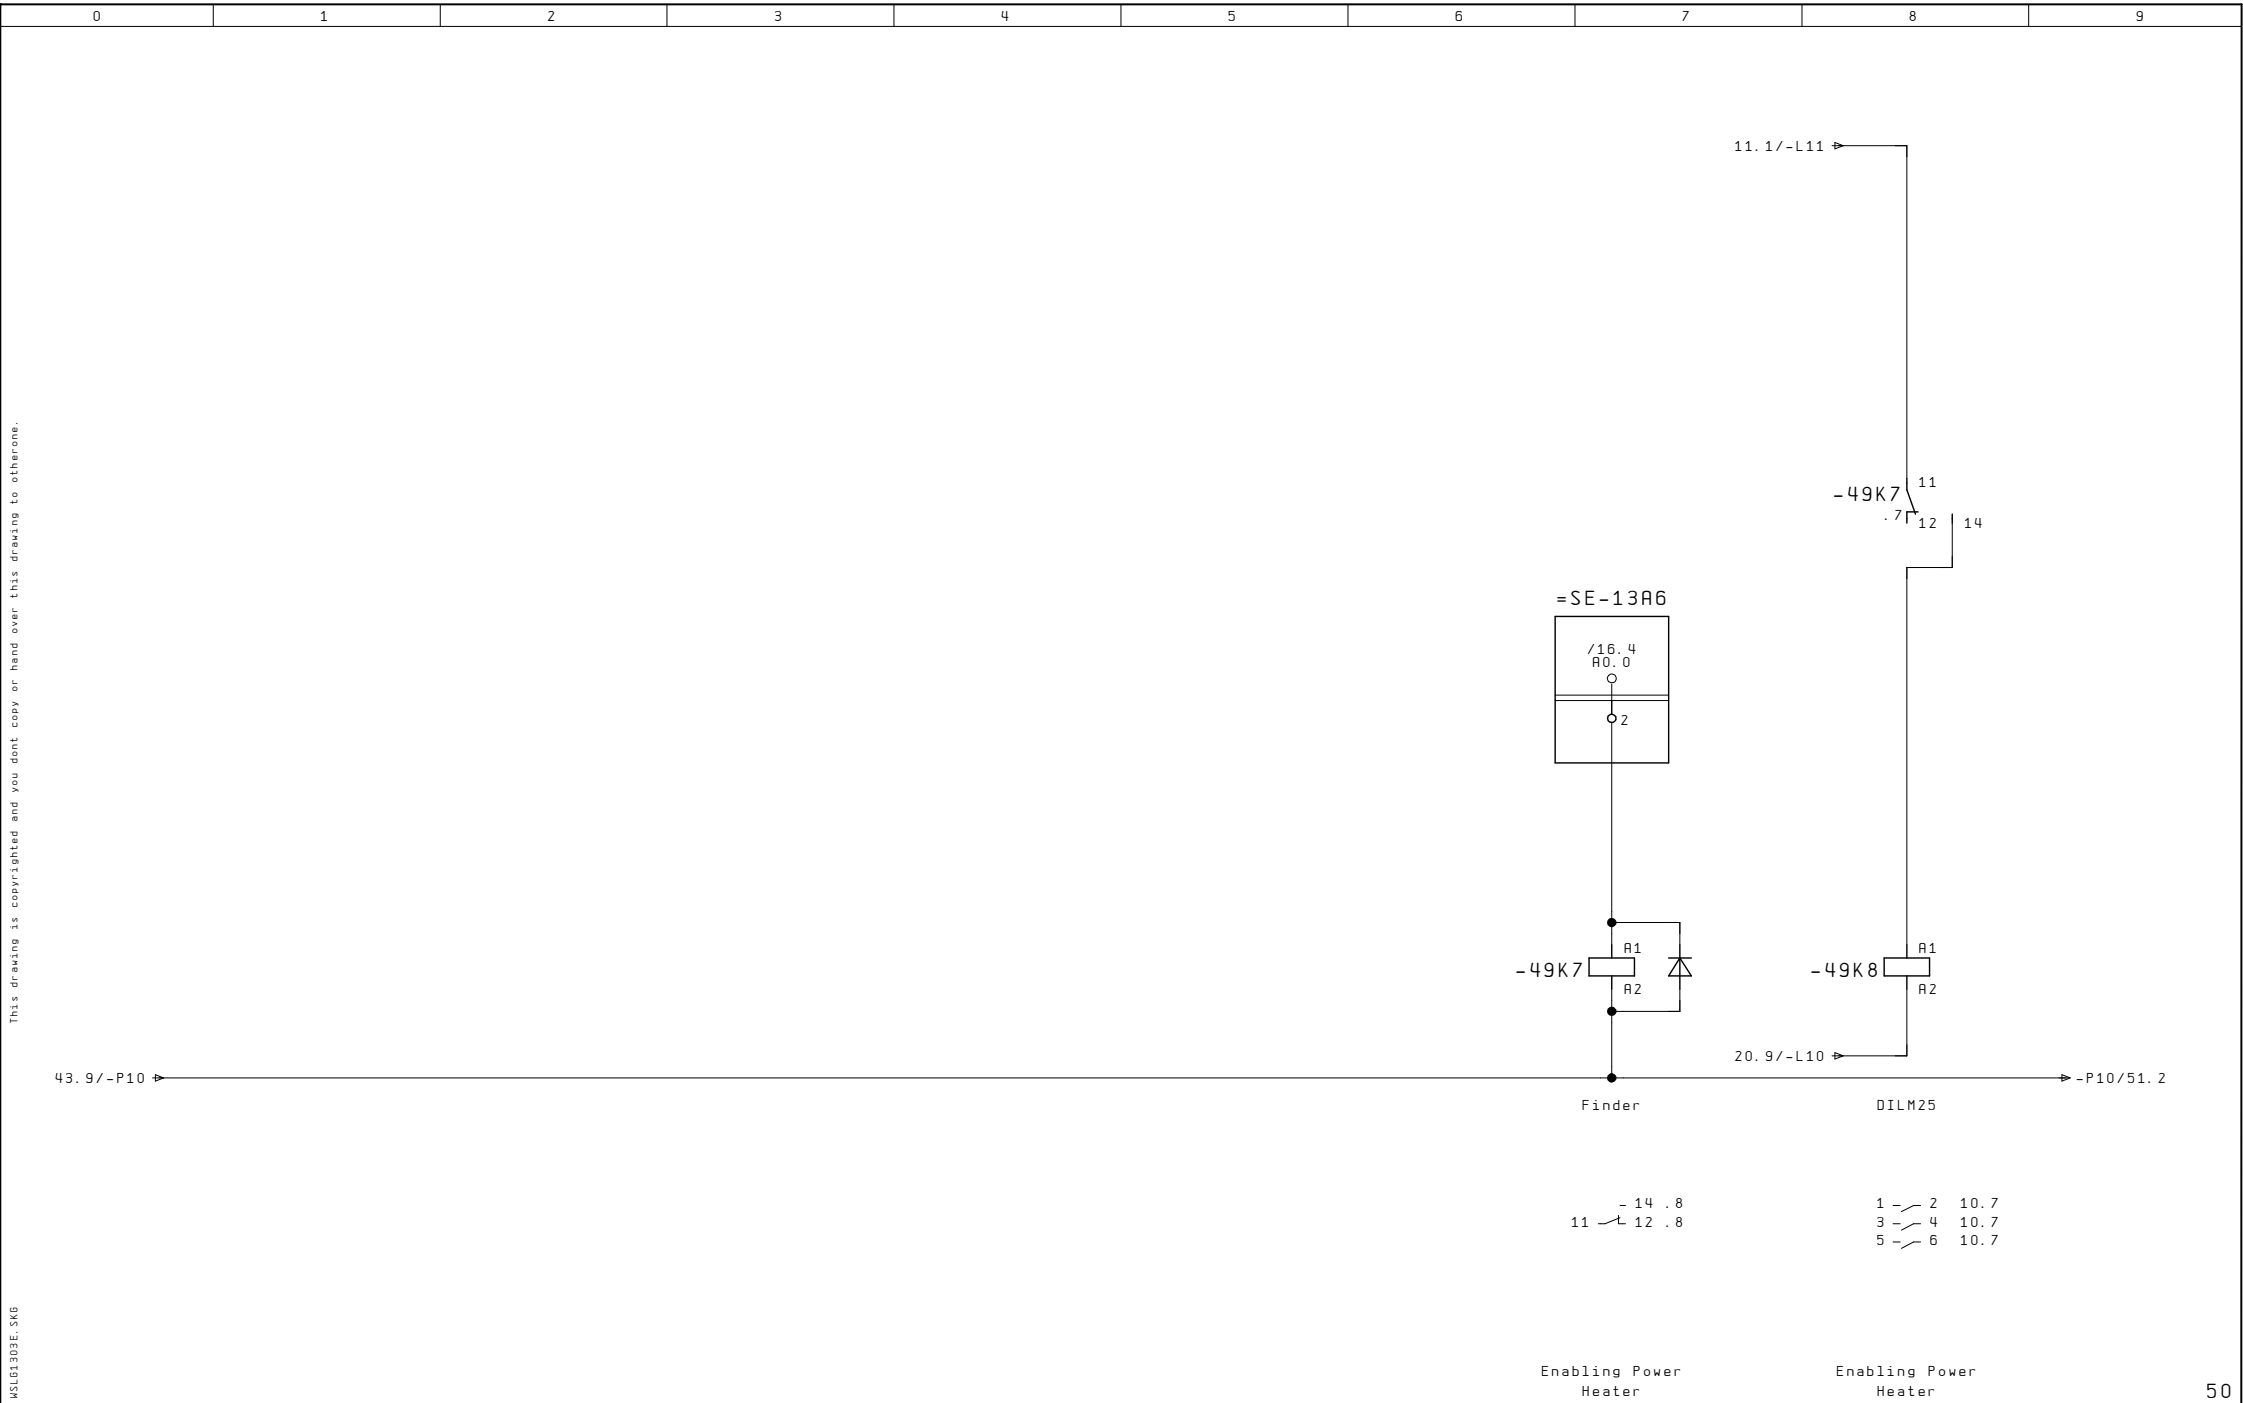 0 1 2 3 4 5 6 7 8 9
11.1/-L11
11
-49K7
.7 12 14
=SE-13A6
/16.4
A0.0
2
A1 A1
-49K7 -49K8
A2 A2
20.9/-L10
43.9/-P10 -P10/51.2
Finder DILM25
14 .8 1 2 10.7
11 12 .8 3 4 10.7
5 6 10.7
Enabling Power Enabling Power
Heater Heater
50
This drawing is copyrighted and you dont copy or hand over this drawing to otherone.
WSLG1303E.SKG